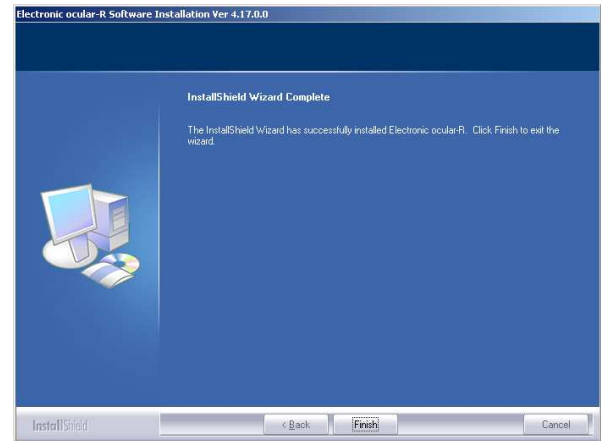 Electronic ocular-R Software Installation Ver 4.17.0.0
InstallShield Wizard Complete
The InstallShield Wizard has successfully installed Electronic ocular-R. Click Finish to exit the
wizard.
InstallShield
< Back
Finish
Cancel